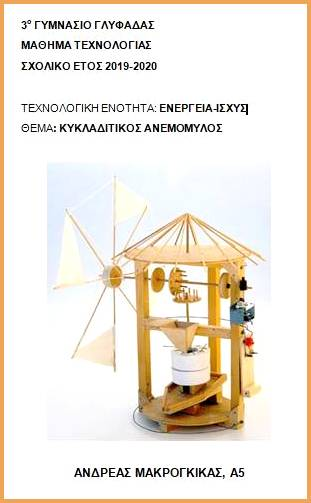 3ο ΓΥΜΝΑΣΙΟ ΓΛΥΦΑΔΑΣ
ΜΑΘΗΜΑ ΤΕΧΝΟΛΟΓΙΑΣ
ΣΧΟΛΙΚΟ ΕΤΟΣ 2019-2020
ΤΕΧΝΟΛΟΓΙΚΗ ΕΝΟΤΗΤΑ: ΕΝΕΡΓΕΙΑ-ΙΣΧΥΣ
ΘΕΜΑ: ΚΥΚΛΑΔΙΤΙΚΟΣ ΑΝΕΜΟΜΥΛΟΣ
ΑΝΔΡΕΑΣ ΜΑΚΡΟΓΚΙΚΑΣ, Α5